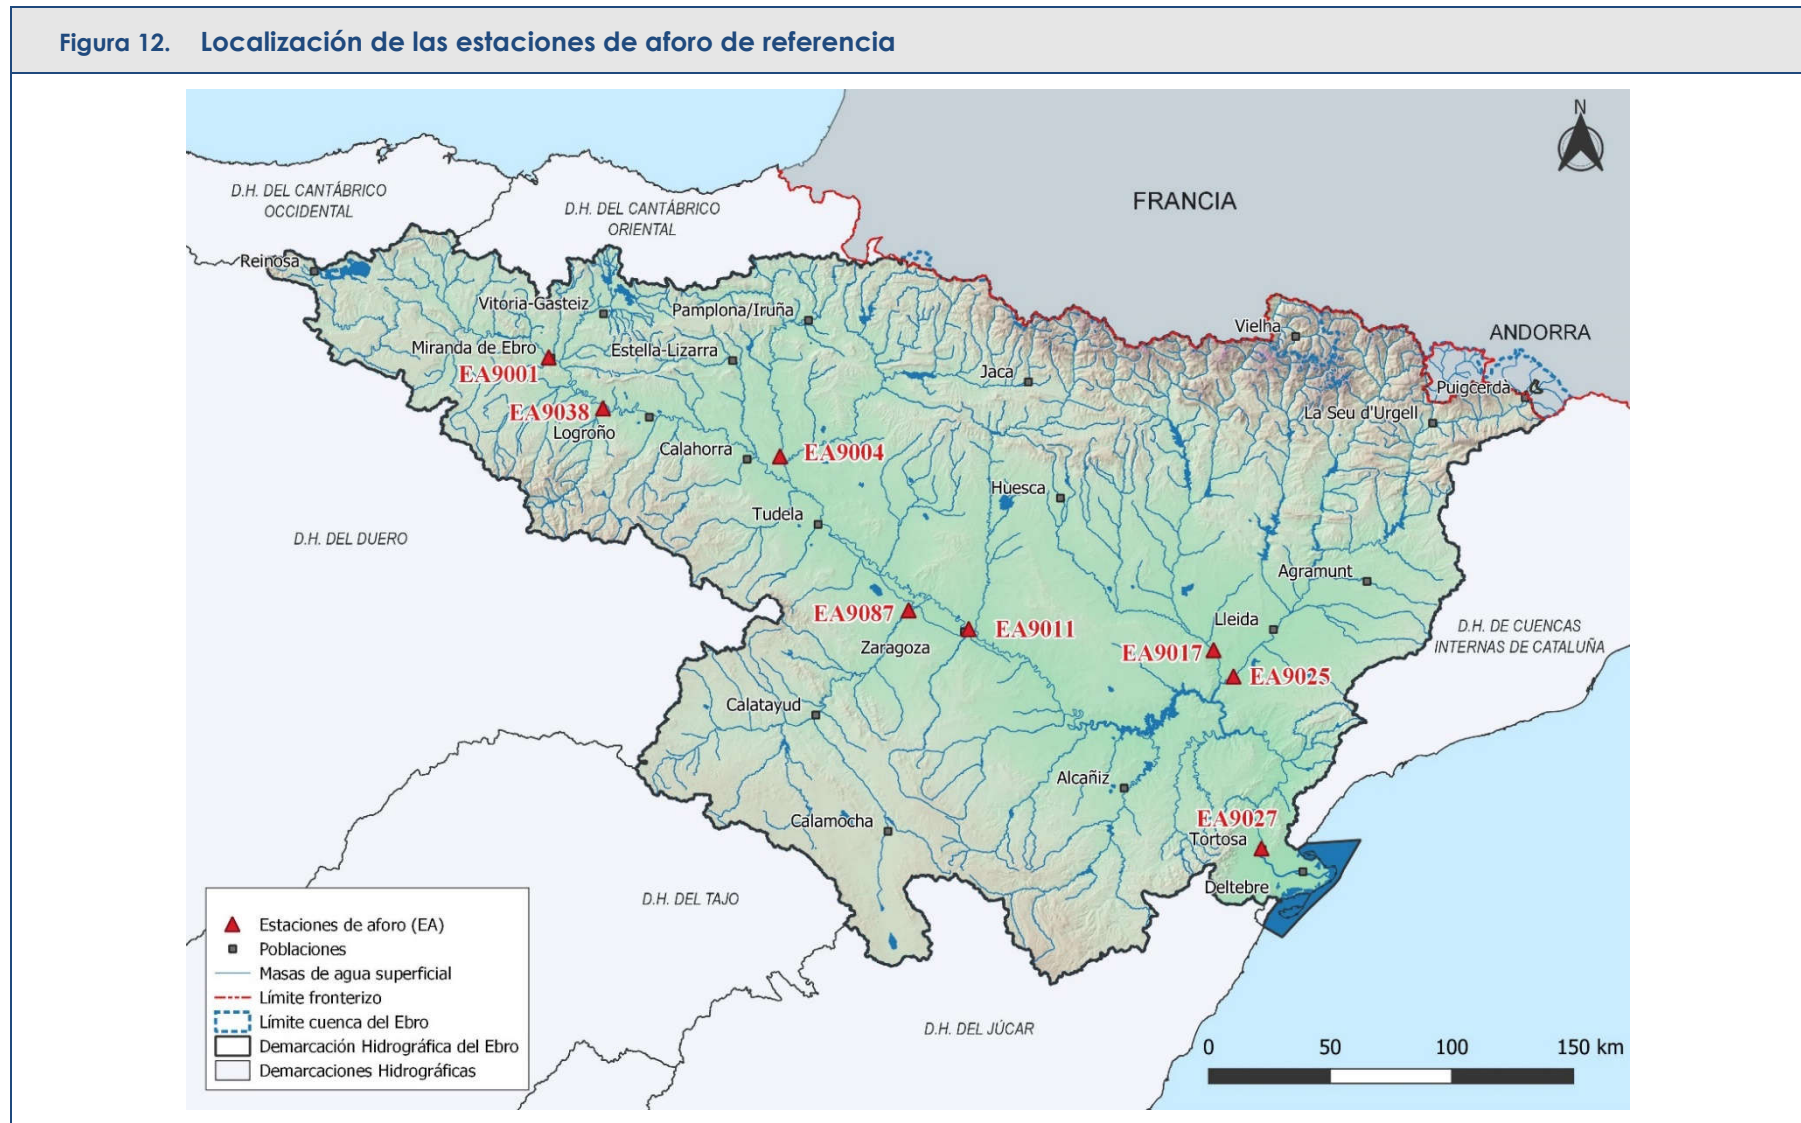 Figura 12. Localización de las estaciones de aforo de referencia
N
D.H. DEL CANTÁBRICO
OCCIDENTAL
D.H. DEL CANTÁBRICO
ORIENTAL
FRANCIA
Reinosa
Vitoria-Gasteiz
Pamplona/Iruña
Vielha
ANDORRA
Miranda de Ebro
Estella-Lizarra
EA9001
Jaca
Puigcerdà
EA9038
La Seu d'Urgell
Logroño
Calahorra
EA9004
Huesca
Tudela
D.H. DEL DUERO
Agramunt
EA9087
Lleida
EA9011
D.H. DE CUENCAS
INTERNAS DE CATALUÑA
Zaragoza
EA9017
EA9025
Calatayud
Alcañiz
Calamocha
EA9027
Tortosa
Deltebre
D.H. DEL TAJO
D.H. DEL JÚCAR
Estaciones de aforo (EA)
Poblaciones
Masas de agua superficial
Límite fronterizo
Límite cuenca del Ebro
Demarcación Hidrográfica del Ebro
Demarcaciones Hidrográficas
0 50 100 150 km